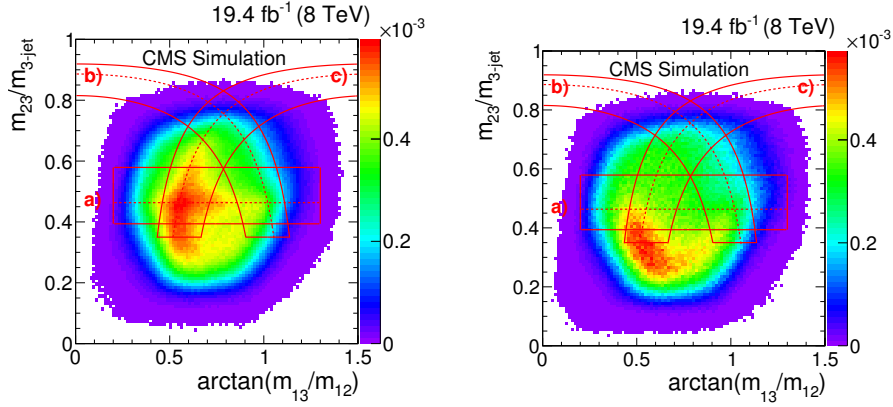 19.4 fb⁻¹ (8 TeV)
×10⁻³
CMS Simulation
b)
c)
a)
m₂₃/m₃₋ⱼₑₜ
1
0.8
0.6
0.4
0.2
0
0 0.5 1 1.5
arctan(m₁₃/m₁₂)
0.4
0.2
0
19.4 fb⁻¹ (8 TeV)
×10⁻³
CMS Simulation
b)
c)
a)
m₂₃/m₃₋ⱼₑₜ
1
0.8
0.6
0.4
0.2
0
0 0.5 1 1.5
arctan(m₁₃/m₁₂)
0.4
0.2
0